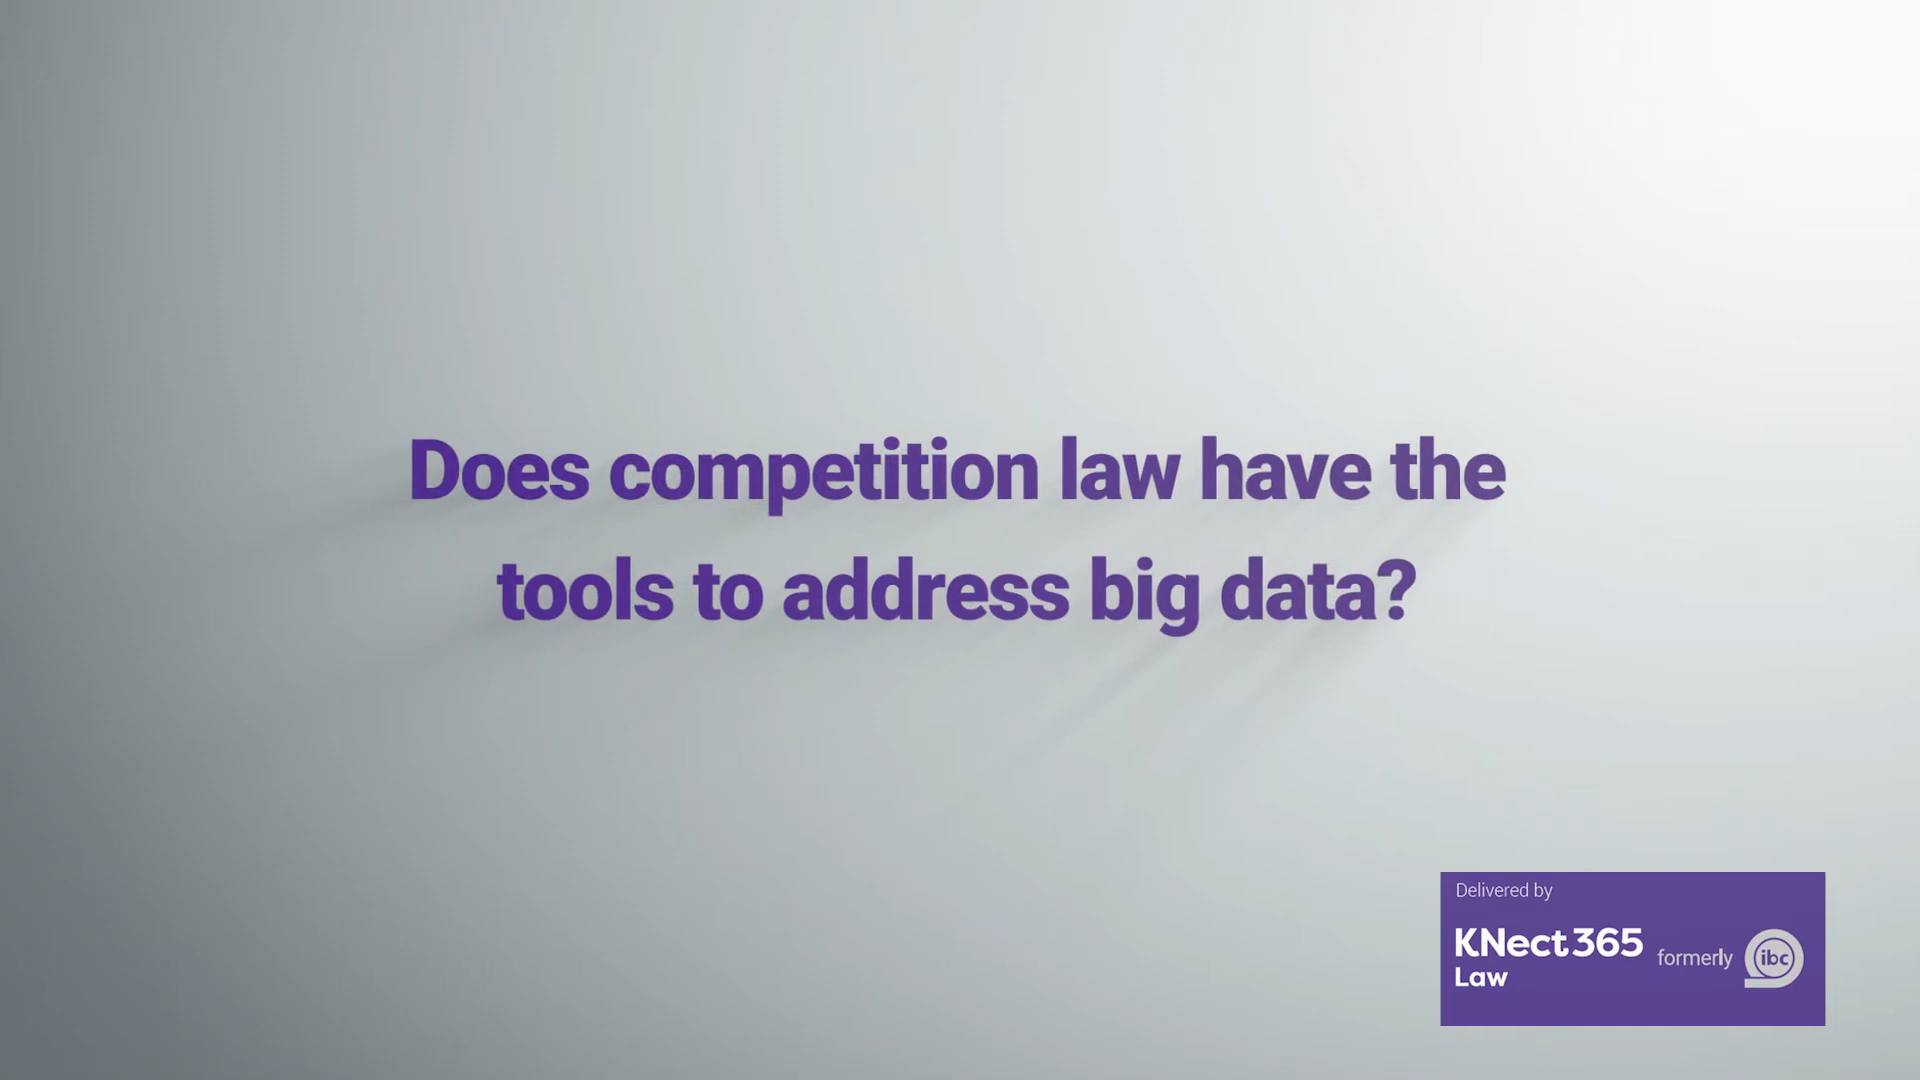 Does competition law have the
tools to address big data?
Delivered by
KNect365 formerly ibc
Law